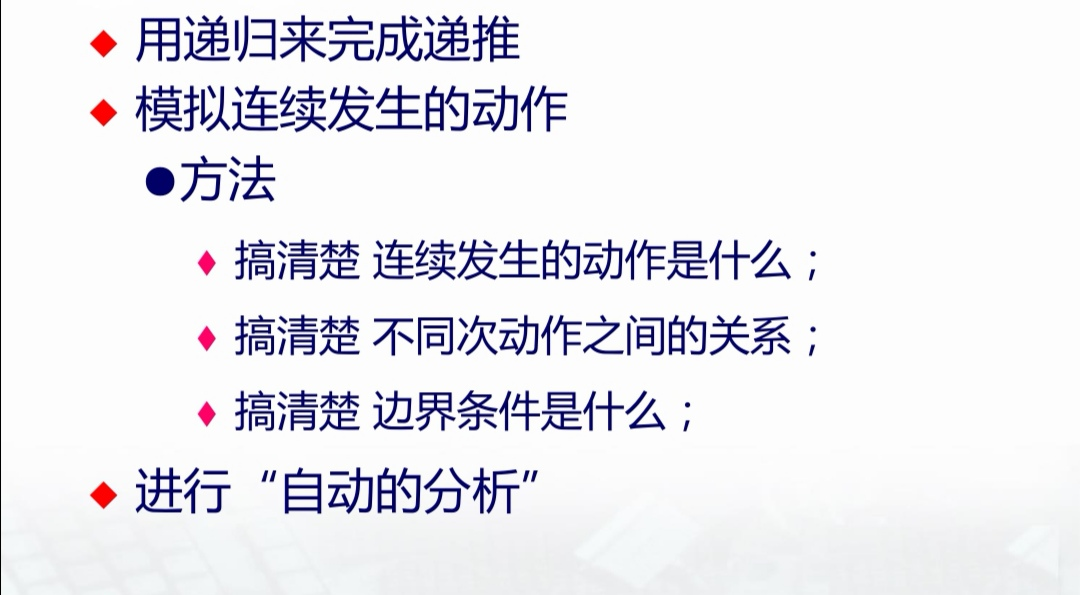 用递归来完成递推
模拟连续发生的动作
方法
搞清楚 连续发生的动作是什么；
搞清楚 不同次动作之间的关系；
搞清楚 边界条件是什么；
进行“自动的分析”